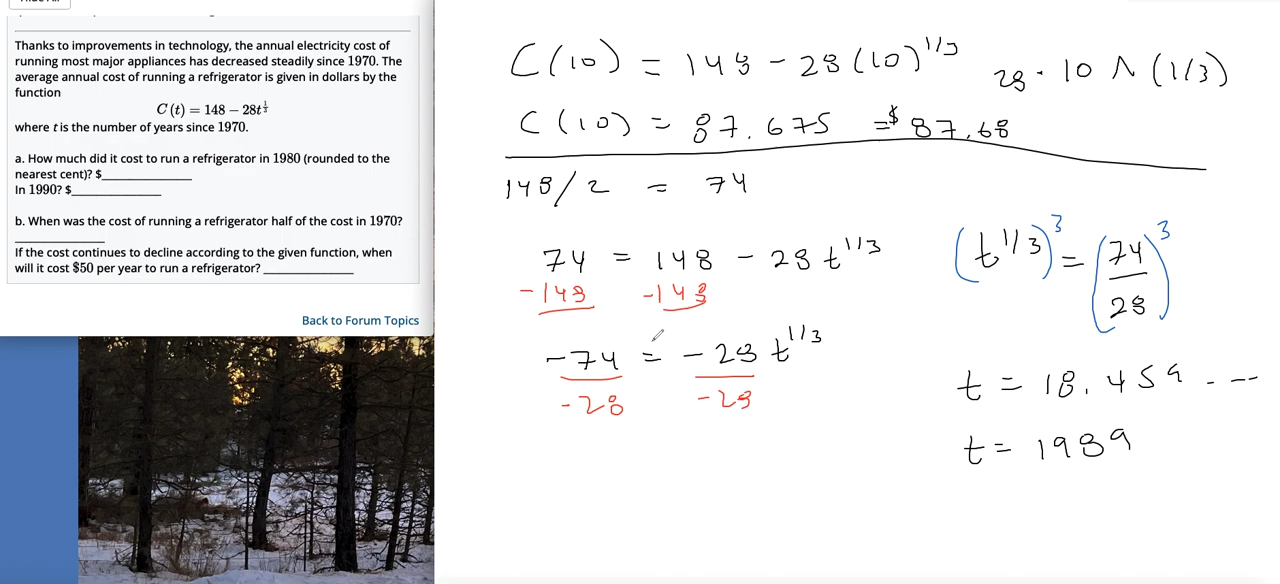 Thanks to improvements in technology, the annual electricity cost of
running most major appliances has decreased steadily since 1970. The
average annual cost of running a refrigerator is given in dollars by the
function
C (t) = 148 − 28t^{1/3}
where t is the number of years since 1970.
a. How much did it cost to run a refrigerator in 1980 (rounded to the
nearest cent)? $______________
In 1990? $______________
b. When was the cost of running a refrigerator half of the cost in 1970?
______________
If the cost continues to decline according to the given function, when
will it cost $50 per year to run a refrigerator? ______________
Back to Forum Topics
C(10) = 148 − 28(10)^{1/3}
28 · 10 ^ (1/3)
C(10) = 87.675 = $87.68
148/2 = 74
74 = 148 − 28 t^{1/3}
-148 -148
-74 = -28 t^{1/3}
-28 -28
(t^{1/3})^3 = (74/28)^3
t = 18.459 ...
t = 1989